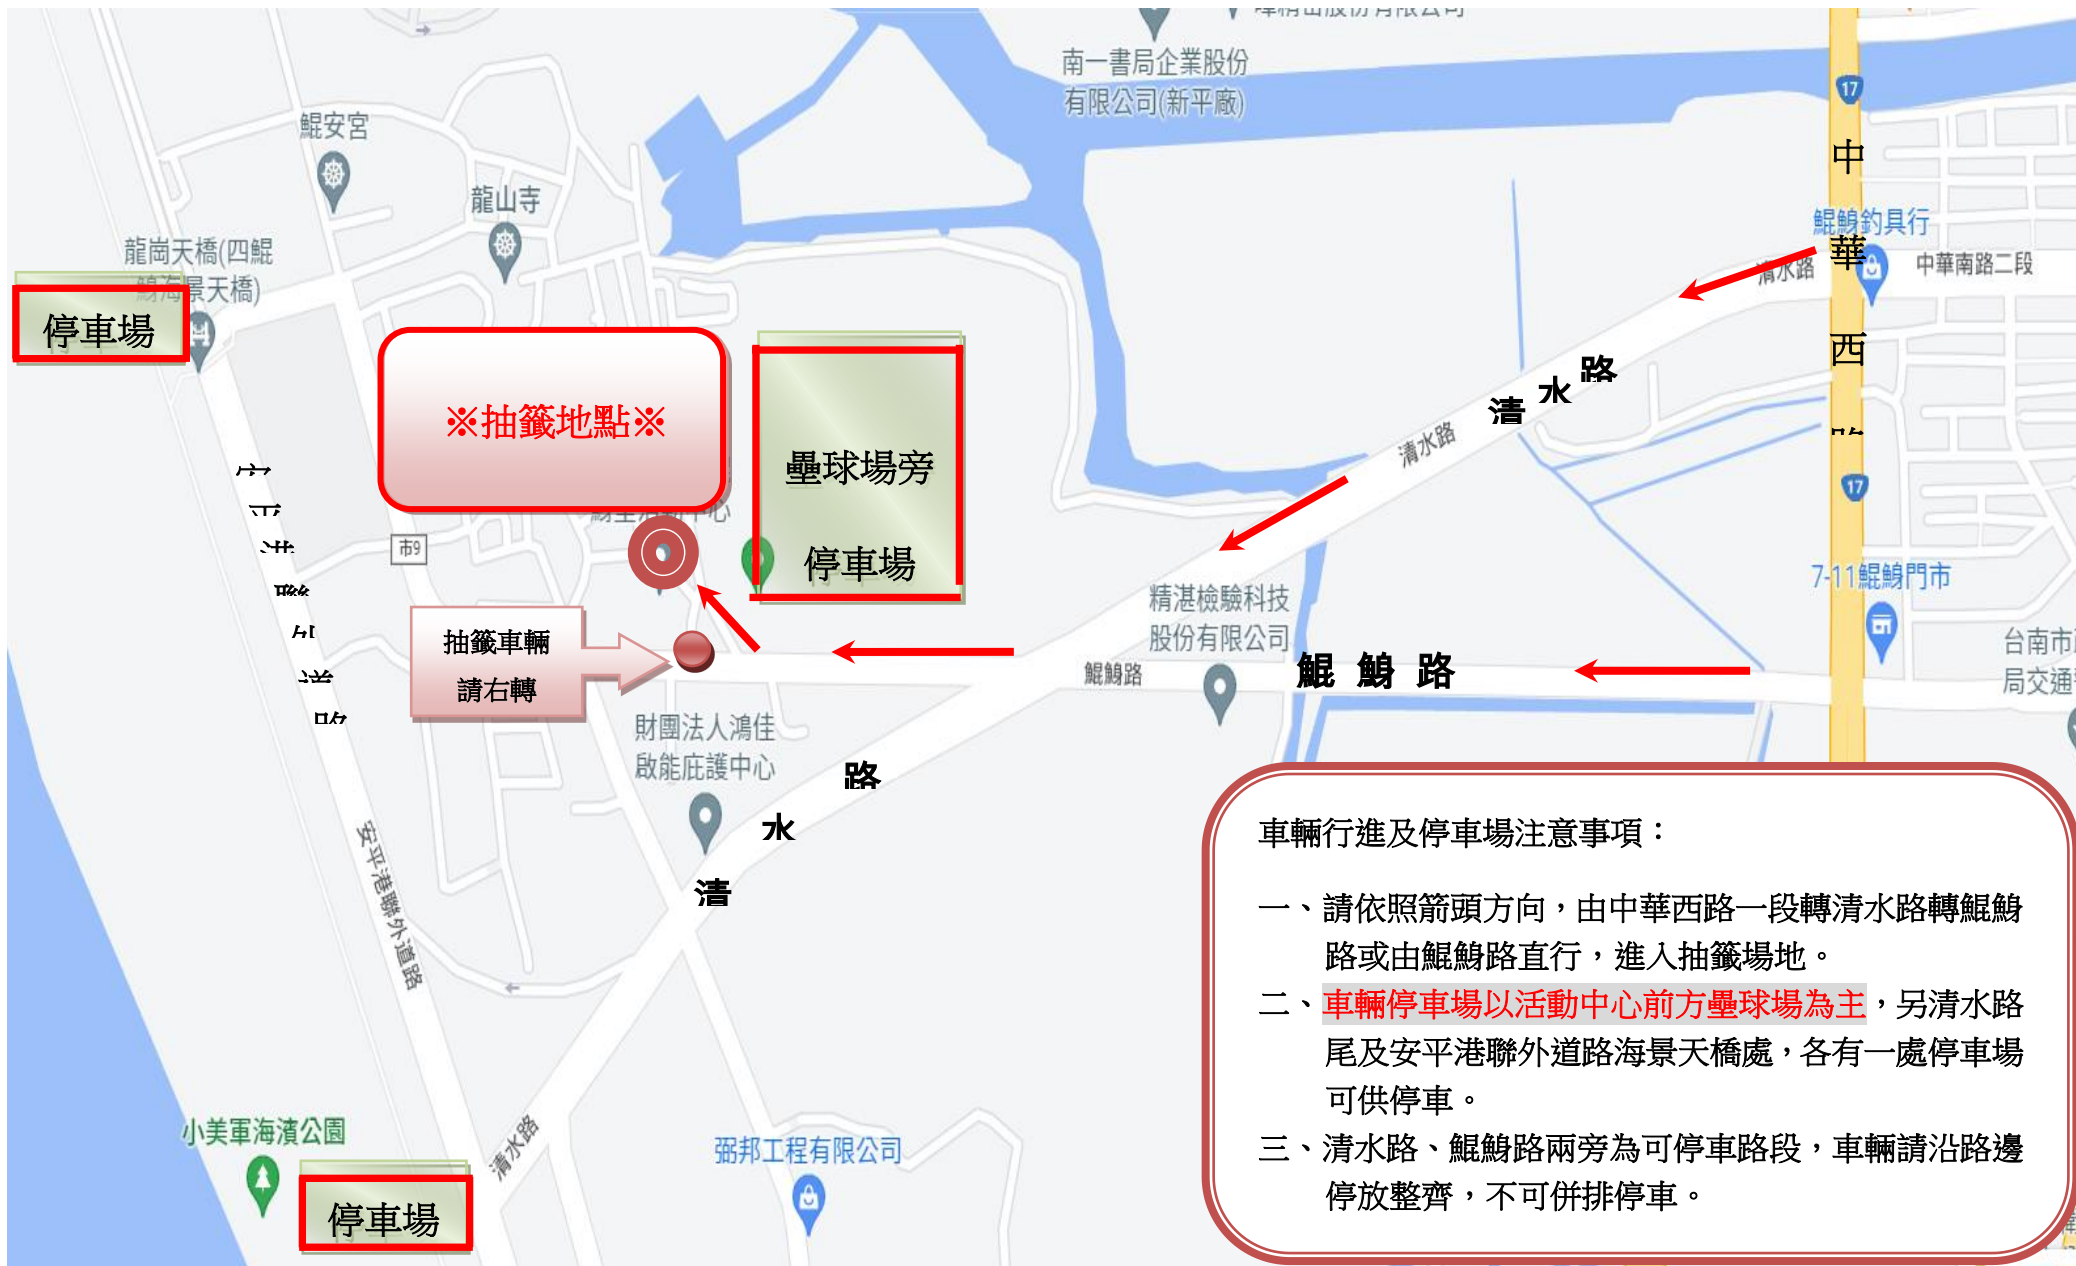 南一書局企業股份
有限公司(新平廠)
17
中
華
西
鯤鯓釣具行
中華南路二段
清水路
鯤安宮
龍山寺
龍崗天橋(四鯤
鯓海景天橋)
停車場
※抽籤地點※
壘球場旁
停車場
清水路
清水路
市9
17
7-11鯤鯓門市
精湛檢驗科技
股份有限公司
鯤鯓路
鯤鯓路
台南市
局交通
抽籤車輛
請右轉
財團法人鴻佳
啟能庇護中心
清水路
安平港聯外道路
清水路
小美軍海濱公園
停車場
弼邦工程有限公司
車輛行進及停車場注意事項：
一、請依照箭頭方向，由中華西路一段轉清水路轉鯤鯓
路或由鯤鯓路直行，進入抽籤場地。
二、車輛停車場以活動中心前方壘球場為主，另清水路
尾及安平港聯外道路海景天橋處，各有一處停車場
可供停車。
三、清水路、鯤鯓路兩旁為可停車路段，車輛請沿路邊
停放整齊，不可併排停車。